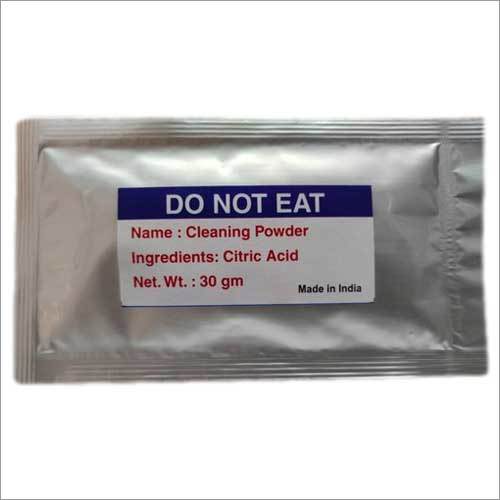 DO NOT EAT
Name : Cleaning Powder
Ingredients: Citric Acid
Net. Wt. : 30 gm
Made in India